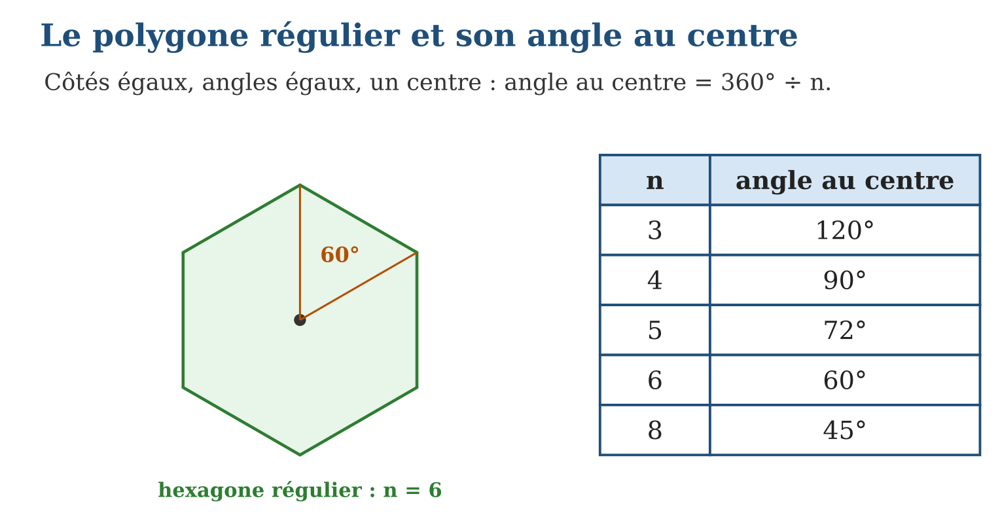 Le polygone régulier et son angle au centre
Côtés égaux, angles égaux, un centre : angle au centre = 360° ÷ n.
60°
hexagone régulier : n = 6
n angle au centre
3 120°
4 90°
5 72°
6 60°
8 45°